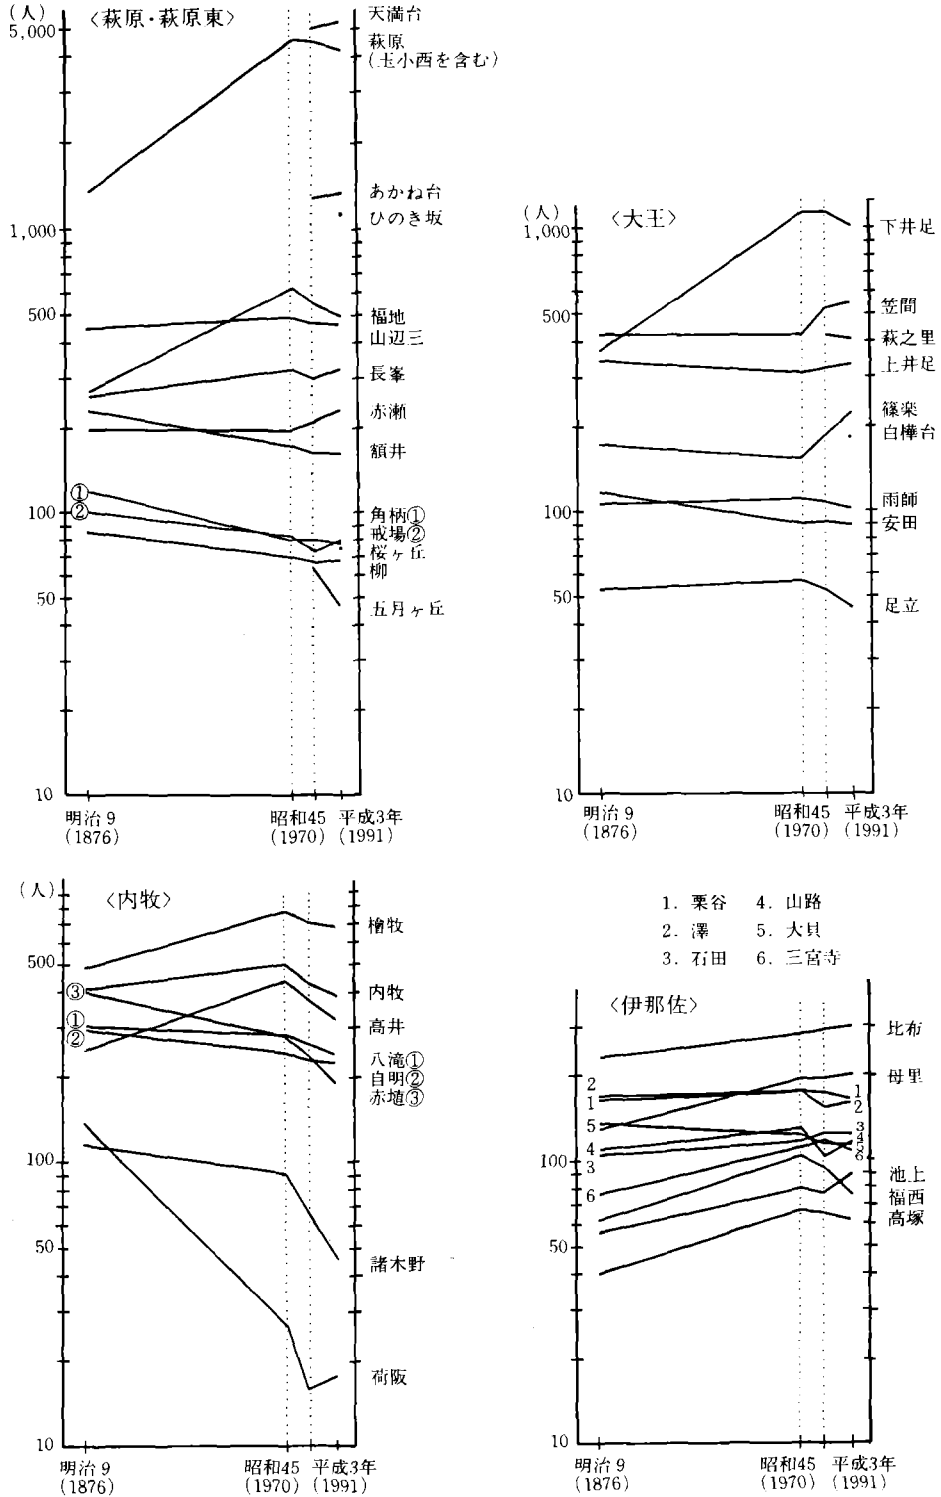 (人)
〈萩原・萩原東〉
5,000
1,000
500
100
50
10
天満台
萩原
(玉小西を含む)
あかね台
ひのき坂
福地
山辺三
長峯
赤瀬
額井
①
②
角柄①
戒場②
桜ヶ丘
柳
五月ヶ丘
明治9
(1876)
昭和45
(1970)
平成3年
(1991)
(人)
〈大王〉
1,000
500
100
50
10
下井足
笠間
萩之里
上井足
篠楽
白樺台
雨師
安田
足立
明治9
(1876)
昭和45
(1970)
平成3年
(1991)
(人)
〈内牧〉
500
100
50
10
③
①
②
檜牧
内牧
高井
八滝①
自明②
赤埴③
諸木野
荷阪
明治9
(1876)
昭和45
(1970)
平成3年
(1991)
1. 栗谷 4. 山路
2. 澤 5. 大貝
3. 石田 6. 三宮寺
〈伊那佐〉
100
50
10
2
1
5
4
3
6
比布
母里
1
2
3
4
5
6
池上
福西
高塚
明治9
(1876)
昭和45
(1970)
平成3年
(1991)